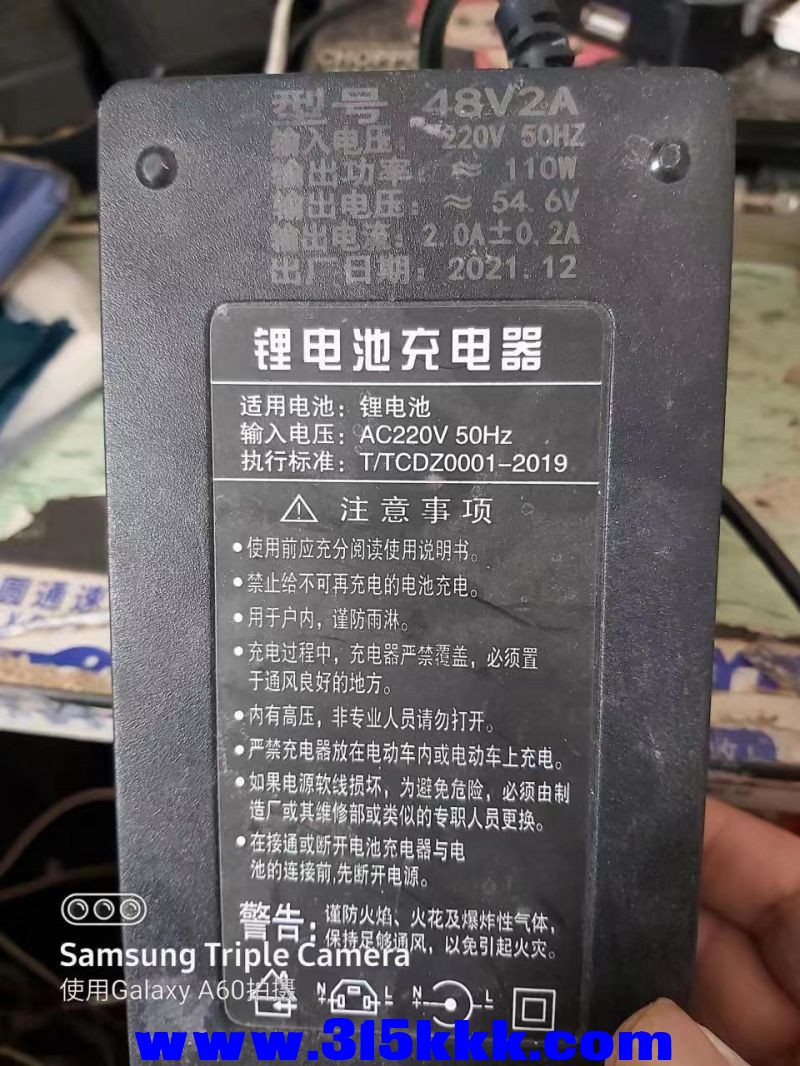 型号 48V2A
输入电压: 220V 50HZ
输出功率: ≈ 110W
输出电压: ≈ 54.6V
输出电流: 2.0A±0.2A
出厂日期: 2021.12
锂电池充电器
适用电池：锂电池
输入电压：AC220V 50Hz
执行标准：T/TCDZ0001-2019
注意事项
•使用前应充分阅读使用说明书。
•禁止给不可再充电的电池充电。
•用于户内，谨防雨淋。
•充电过程中，充电器严禁覆盖，必须置
于通风良好的地方。
•内有高压，非专业人员请勿打开。
•严禁充电器放在电动车内或电动车上充电。
•如果电源软线损坏，为避免危险，必须由制
造厂或其维修部或类似的专职人员更换。
•在接通或断开电池充电器与电
池的连接前,先断开电源。
警告：谨防火焰、火花及爆炸性气体，
保持足够通风，以免引起火灾。
N L N L
圆通速
Samsung Triple Camera
使用Galaxy A60拍摄
www.315kkk.com